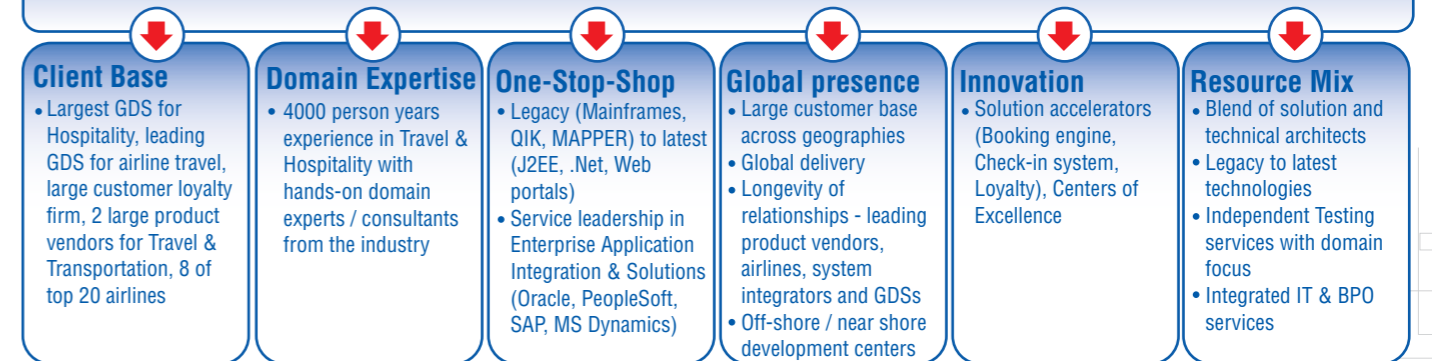 Client Base
• Largest GDS for
Hospitality, leading
GDS for airline travel,
large customer loyalty
firm, 2 large product
vendors for Travel &
Transportation, 8 of
top 20 airlines
Domain Expertise
• 4000 person years
experience in Travel &
Hospitality with
hands-on domain
experts / consultants
from the industry
One-Stop-Shop
• Legacy (Mainframes,
QIK, MAPPER) to latest
(J2EE, .Net, Web
portals)
• Service leadership in
Enterprise Application
Integration & Solutions
(Oracle, PeopleSoft,
SAP, MS Dynamics)
Global presence
• Large customer base
across geographies
• Global delivery
• Longevity of
relationships - leading
product vendors,
airlines, system
integrators and GDSs
• Off-shore / near shore
development centers
Innovation
• Solution accelerators
(Booking engine,
Check-in system,
Loyalty), Centers of
Excellence
Resource Mix
• Blend of solution and
technical architects
• Legacy to latest
technologies
• Independent Testing
services with domain
focus
• Integrated IT & BPO
services